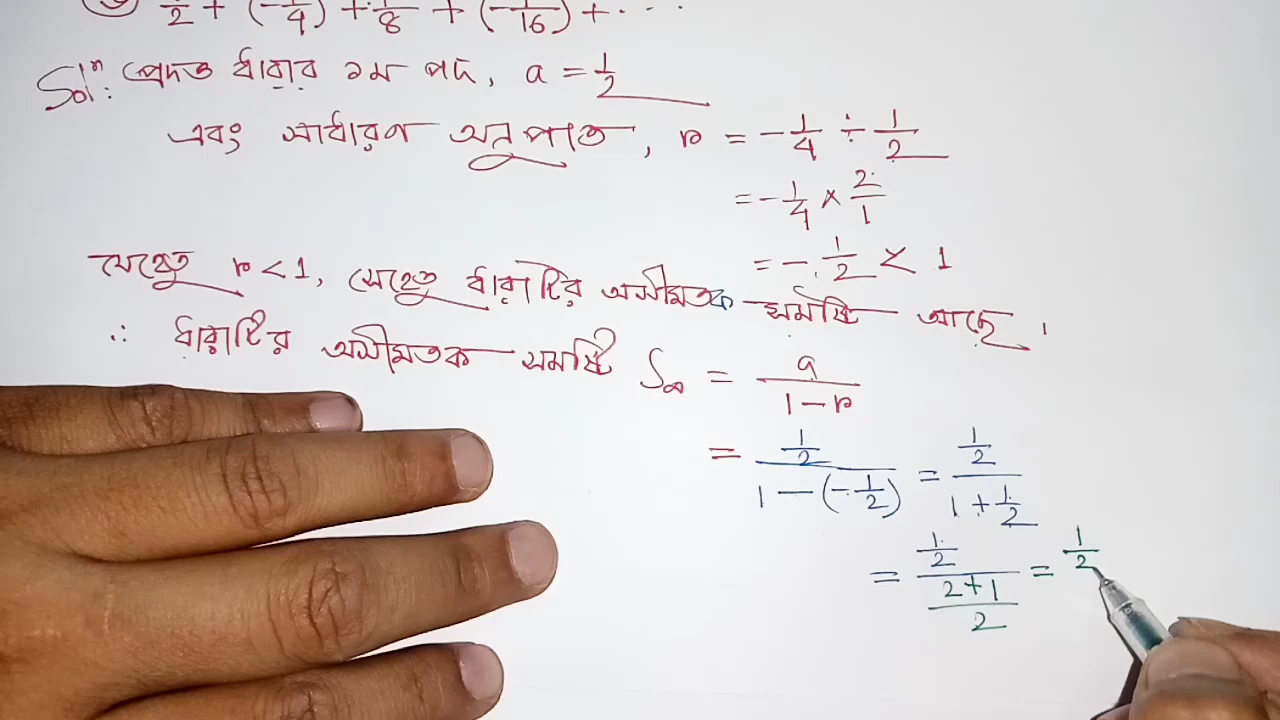 1/2 + (-1/4) + 1/8 + (-1/16) + ...
Solⁿ: প্রদত্ত ধারার ১ম পদ, a = 1/2
এবং সাধারণ অনুপাত, r = -1/4 ÷ 1/2
= -1/4 × 2/1
= -1/2 < 1
যেহেতু r < 1, সেহেতু ধারাটির অসীমতক সমষ্টি আছে।
∴ ধারাটির অসীমতক সমষ্টি S∞ = a/(1-r)
= (1/2)/(1-(-1/2)) = (1/2)/(1+1/2)
= (1/2)/((2+1)/2) = 1/2